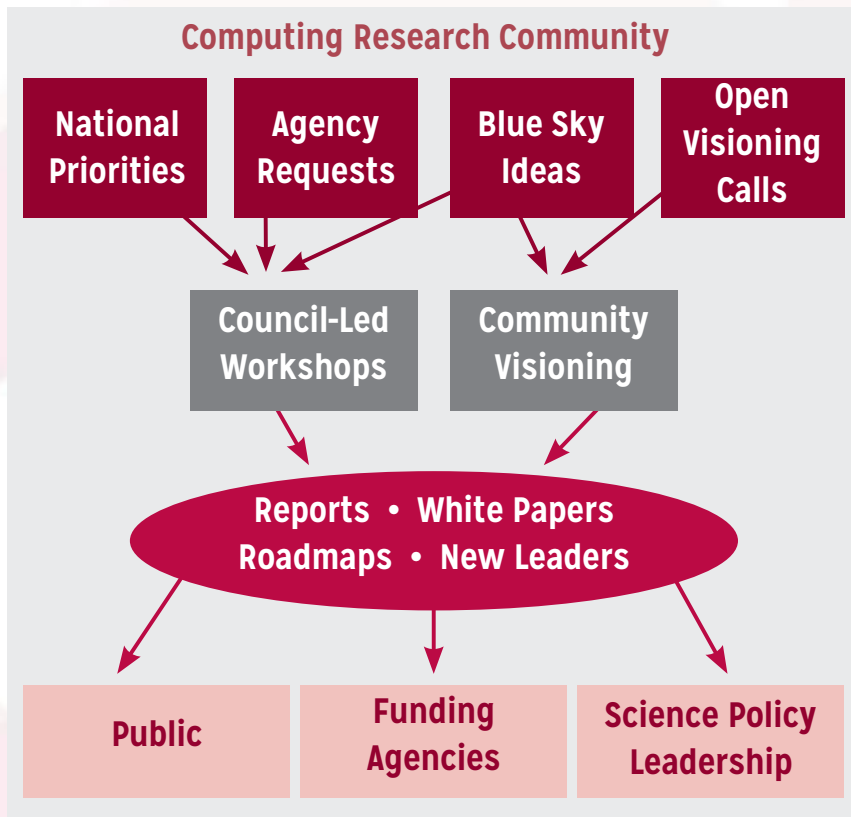 Computing Research Community
National
Priorities
Agency
Requests
Blue Sky
Ideas
Open
Visioning
Calls
Council-Led
Workshops
Community
Visioning
Reports • White Papers
Roadmaps • New Leaders
Public
Funding
Agencies
Science Policy
Leadership